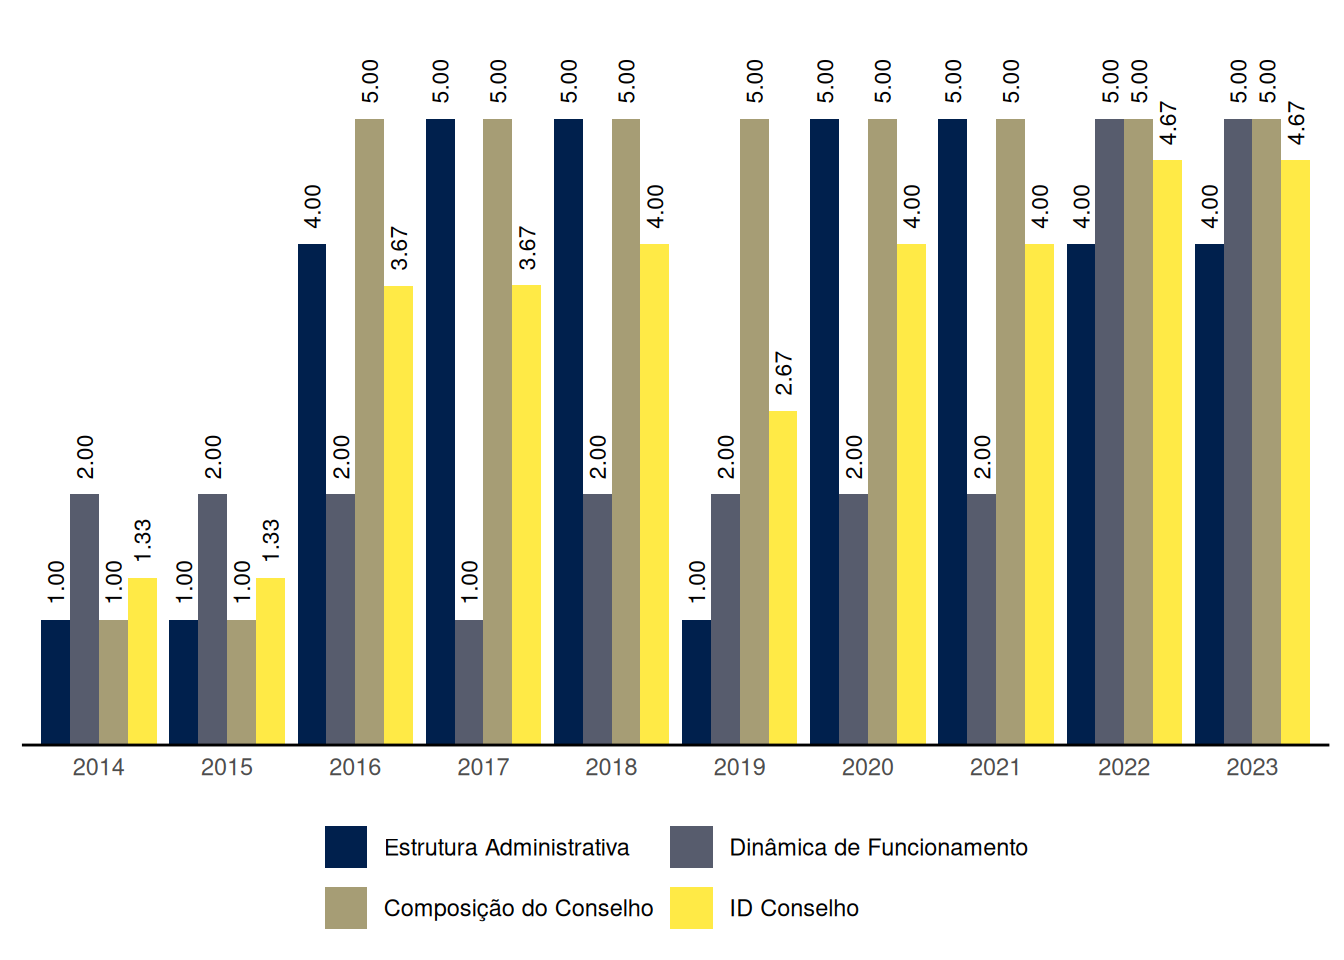 1.00 2.00 1.00 1.33
1.00 2.00 1.00 1.33
4.00 2.00 5.00 3.67
5.00 1.00 5.00 3.67
5.00 2.00 5.00 4.00
1.00 2.00 5.00 2.67
5.00 2.00 5.00 4.00
5.00 2.00 5.00 4.00
4.00 5.00 5.00 4.67
4.00 5.00 5.00 4.67
2014 2015 2016 2017 2018 2019 2020 2021 2022 2023
Estrutura Administrativa Dinâmica de Funcionamento
Composição do Conselho ID Conselho